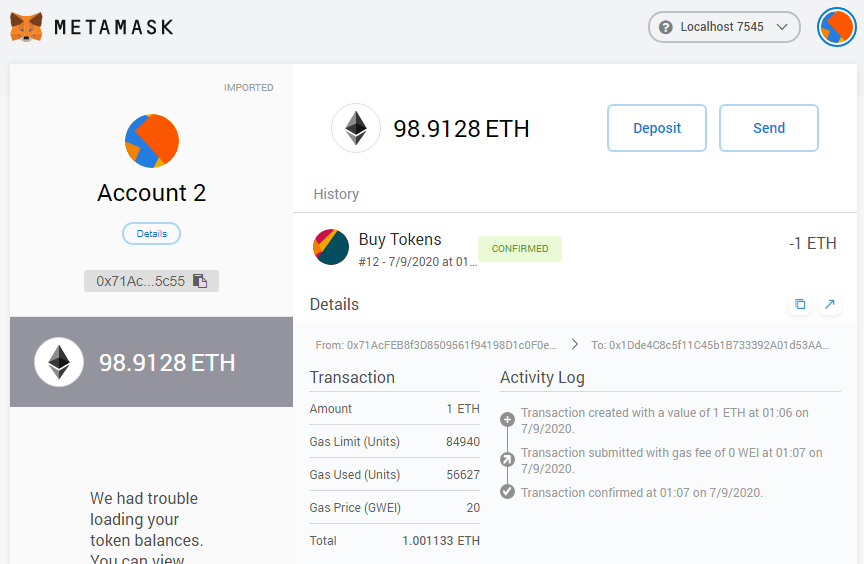 METAMASK
Localhost 7545
IMPORTED
Account 2
Details
0x71Ac...5c55
98.9128 ETH
We had trouble
loading your
token balances.
You can view
98.9128 ETH
Deposit
Send
History
Buy Tokens
#12 - 7/9/2020 at 01...
CONFIRMED
-1 ETH
Details
From: 0x71AcFEB8f3D8509561f94198D1c0F0e...
To: 0x1Dde4C8c5f11C45b1B733392A01d53AA...
Transaction
Amount 1 ETH
Gas Limit (Units) 84940
Gas Used (Units) 56627
Gas Price (GWEI) 20
Total 1.001133 ETH
Activity Log
Transaction created with a value of 1 ETH at 01:06 on
7/9/2020.
Transaction submitted with gas fee of 0 WEI at 01:07 on
7/9/2020.
Transaction confirmed at 01:07 on 7/9/2020.